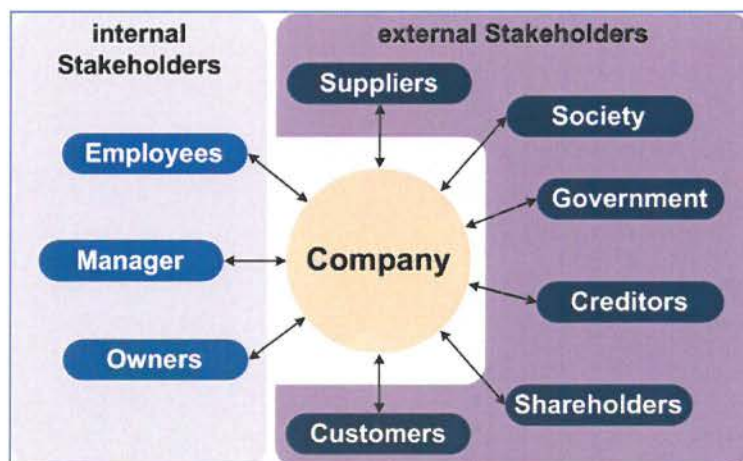 internal
Stakeholders
external Stakeholders
Suppliers
Society
Employees
Government
Manager
Company
Creditors
Owners
Shareholders
Customers